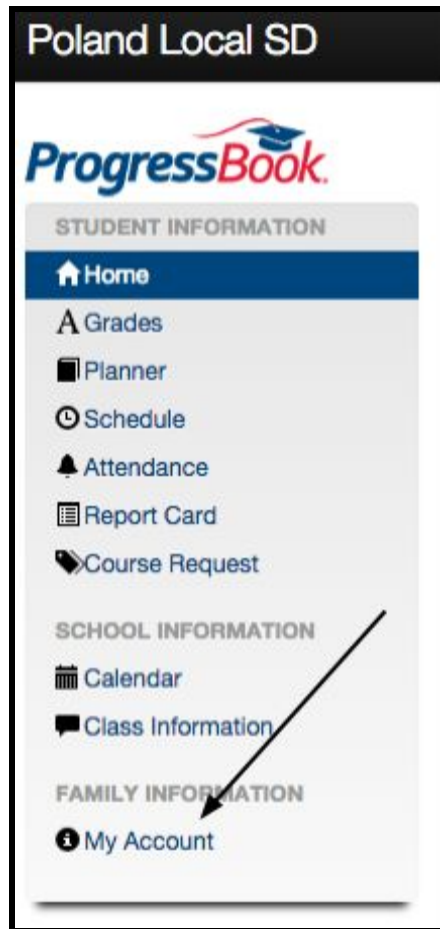 Poland Local SD
ProgressBook
STUDENT INFORMATION
Home
Grades
Planner
Schedule
Attendance
Report Card
Course Request
SCHOOL INFORMATION
Calendar
Class Information
FAMILY INFORMATION
My Account